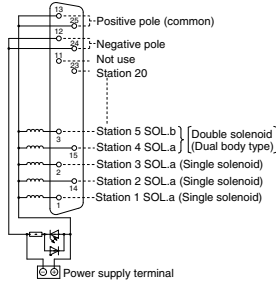 13
25
Positive pole (common)
12
24
Negative pole
11
Not use
23
Station 20
Station 5 SOL.b
3
Station 4 SOL.a
15
Double solenoid
(Dual body type)
Station 3 SOL.a (Single solenoid)
2
Station 2 SOL.a (Single solenoid)
14
Station 1 SOL.a (Single solenoid)
1
⊖ ⊕ Power supply terminal